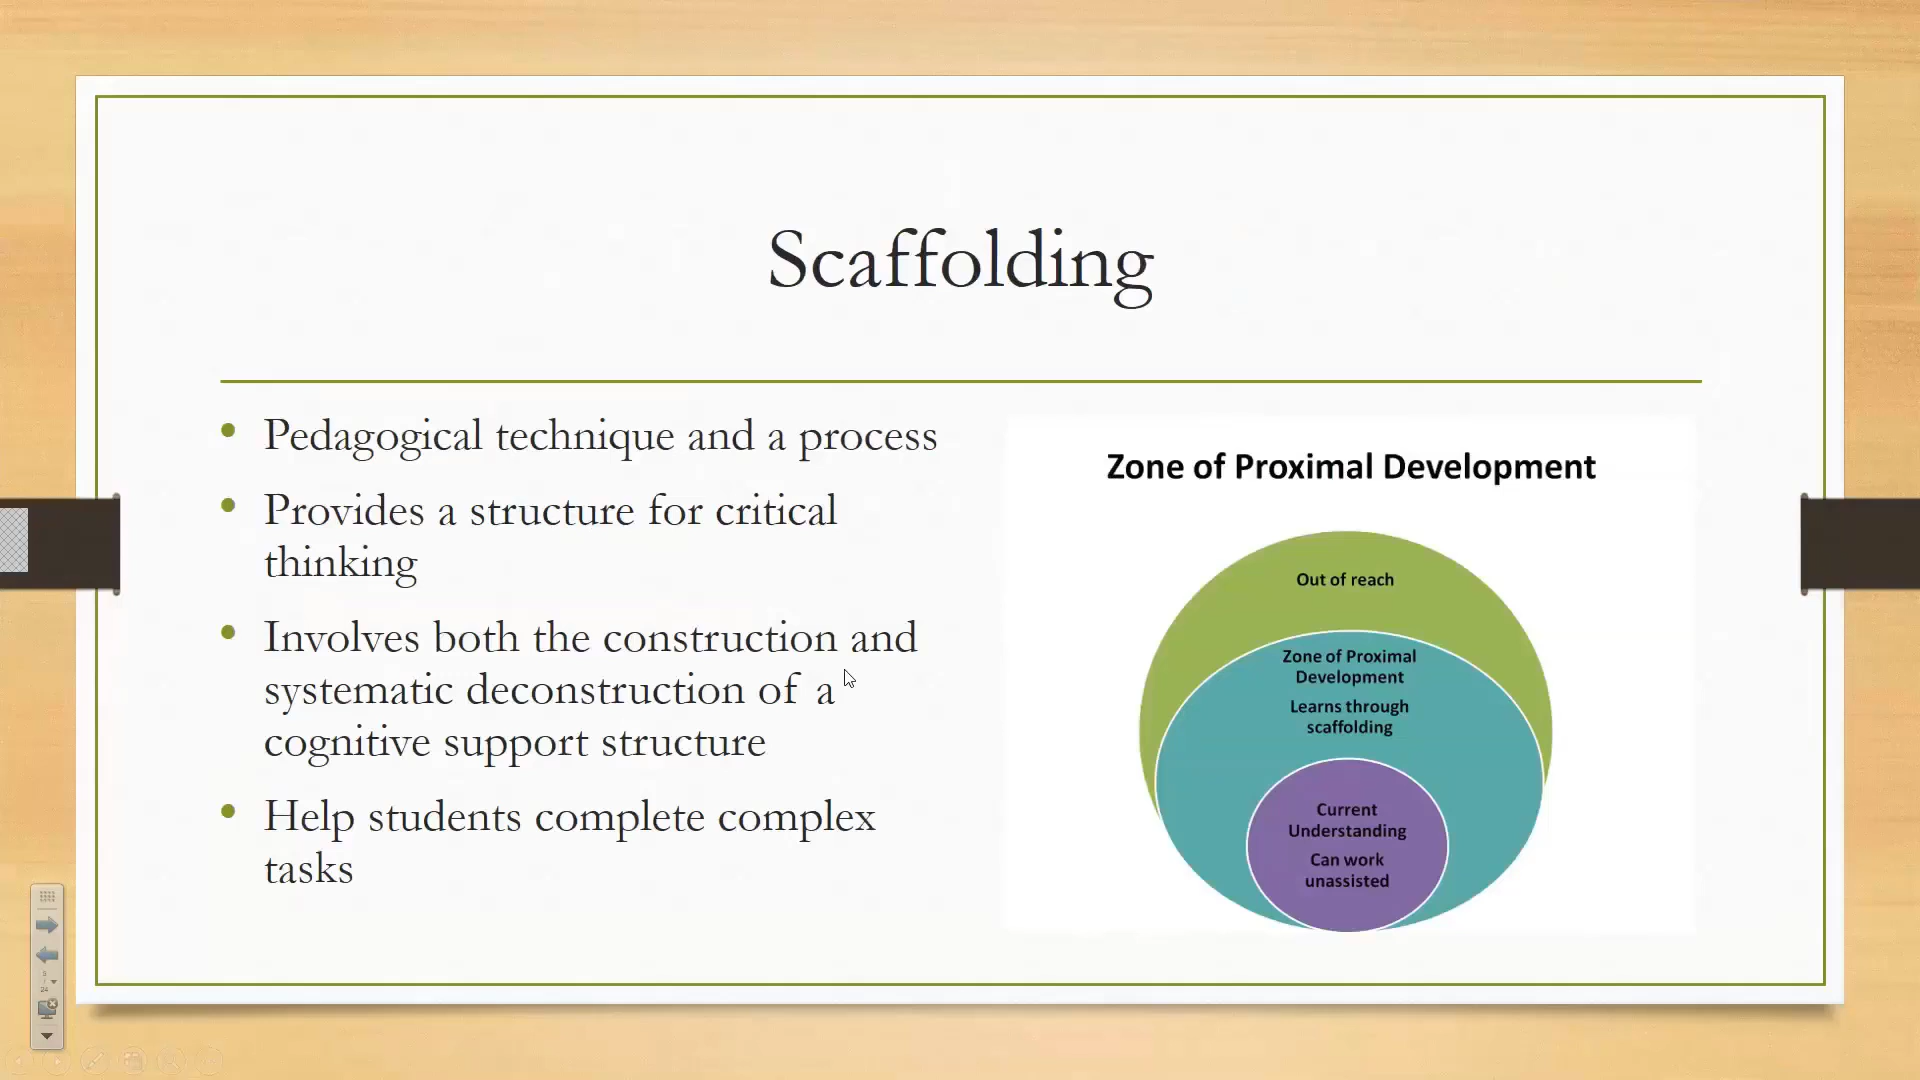 Scaffolding
Pedagogical technique and a process
Provides a structure for critical
thinking
Involves both the construction and
systematic deconstruction of a
cognitive support structure
Help students complete complex
tasks
Zone of Proximal Development
Out of reach
Zone of Proximal
Development
Learns through
scaffolding
Current
Understanding
Can work
unassisted